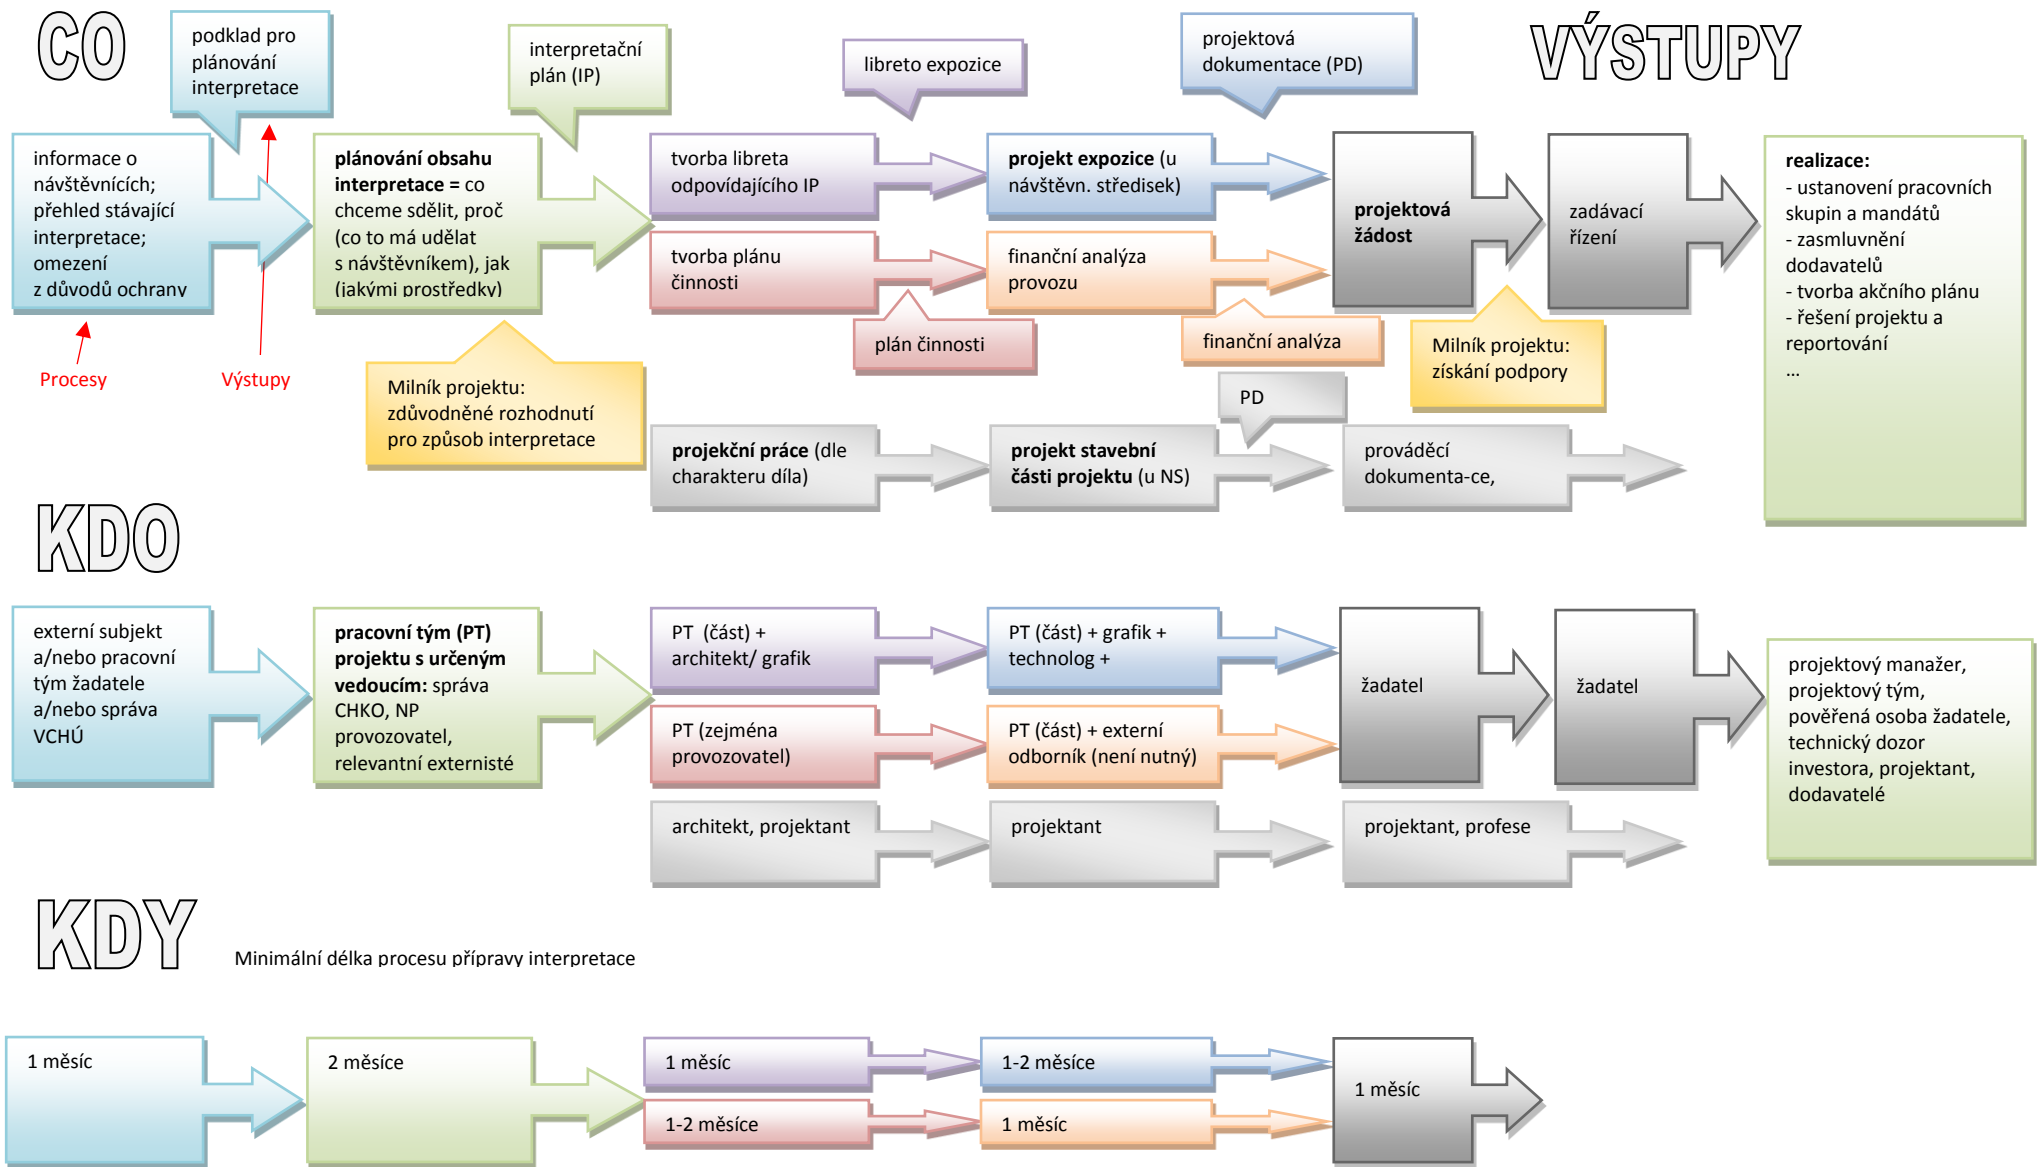 CO
VÝSTUPY
podklad pro
plánování
interpretace
interpretační
plán (IP)
libreto expozice
projektová
dokumentace (PD)
informace o
návštěvnících;
přehled stávající
interpretace;
omezení
z důvodů ochrany
plánování obsahu
interpretace = co
chceme sdělit, proč
(co to má udělat
s návštěvníkem), jak
(jakými prostředky)
tvorba libreta
odpovídajícího IP
tvorba plánu
činnosti
projekt expozice (u
návštěvn. středisek)
finanční analýza
provozu
projektová
žádost
zadávací
řízení
realizace:
- ustanovení pracovních
skupin a mandátů
- zasmluvnění
dodavatelů
- tvorba akčního plánu
- řešení projektu a
reportování
...
Procesy
Výstupy
Milník projektu:
zdůvodněné rozhodnutí
pro způsob interpretace
plán činnosti
finanční analýza
Milník projektu:
získání podpory
PD
projekční práce (dle
charakteru díla)
projekt stavební
části projektu (u NS)
prováděcí
dokumenta-ce,
KDO
externí subjekt
a/nebo pracovní
tým žadatele
a/nebo správa
VCHÚ
pracovní tým (PT)
projektu s určeným
vedoucím: správa
CHKO, NP
provozovatel,
relevantní externisté
PT (část) +
architekt/ grafik
PT (zejména
provozovatel)
PT (část) + grafik +
technolog +
PT (část) + externí
odborník (není nutný)
žadatel
žadatel
projektový manažer,
projektový tým,
pověřená osoba žadatele,
technický dozor
investora, projektant,
dodavatelé
architekt, projektant
projektant
projektant, profese
KDY
Minimální délka procesu přípravy interpretace
1 měsíc
2 měsíce
1 měsíc
1-2 měsíce
1-2 měsíce
1 měsíc
1 měsíc